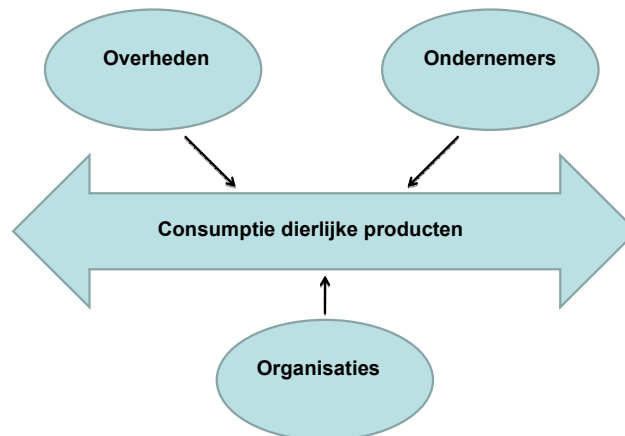 Overheden
Ondernemers
Consumptie dierlijke producten
Organisaties